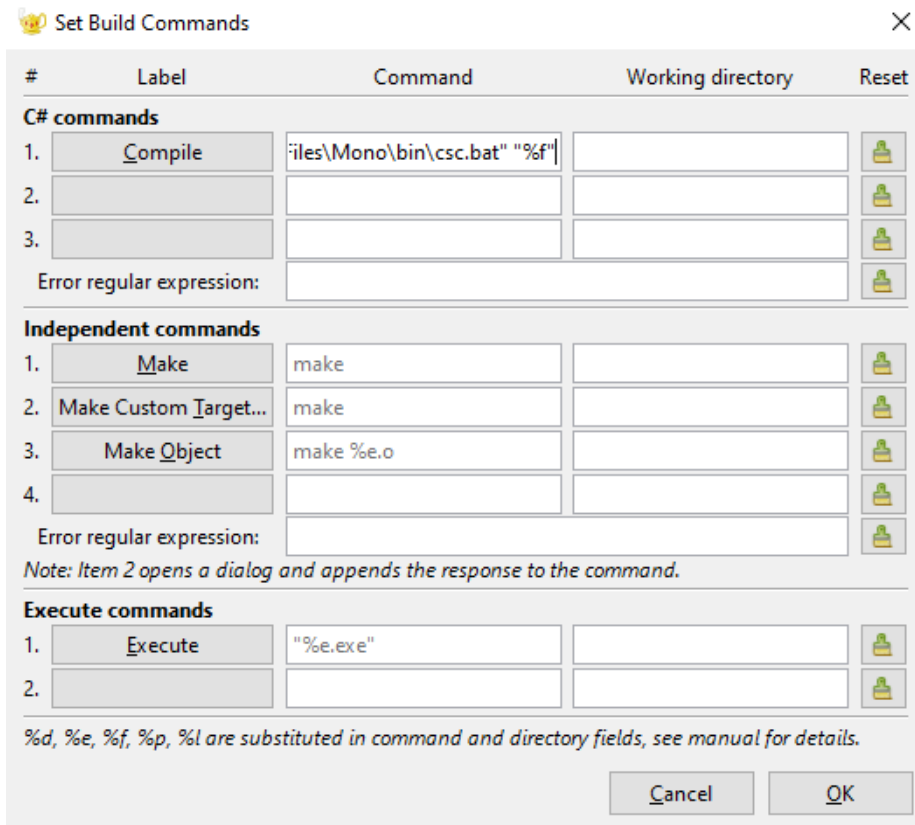 Set Build Commands
# Label Command Working directory Reset
C# commands
1. Compile :iles\Mono\bin\csc.bat" "%f"
2.
3.
Error regular expression:
Independent commands
1. Make make
2. Make Custom Target... make
3. Make Object make %e.o
4.
Error regular expression:
Note: Item 2 opens a dialog and appends the response to the command.
Execute commands
1. Execute "%e.exe"
2.
%d, %e, %f, %p, %l are substituted in command and directory fields, see manual for details.
Cancel OK